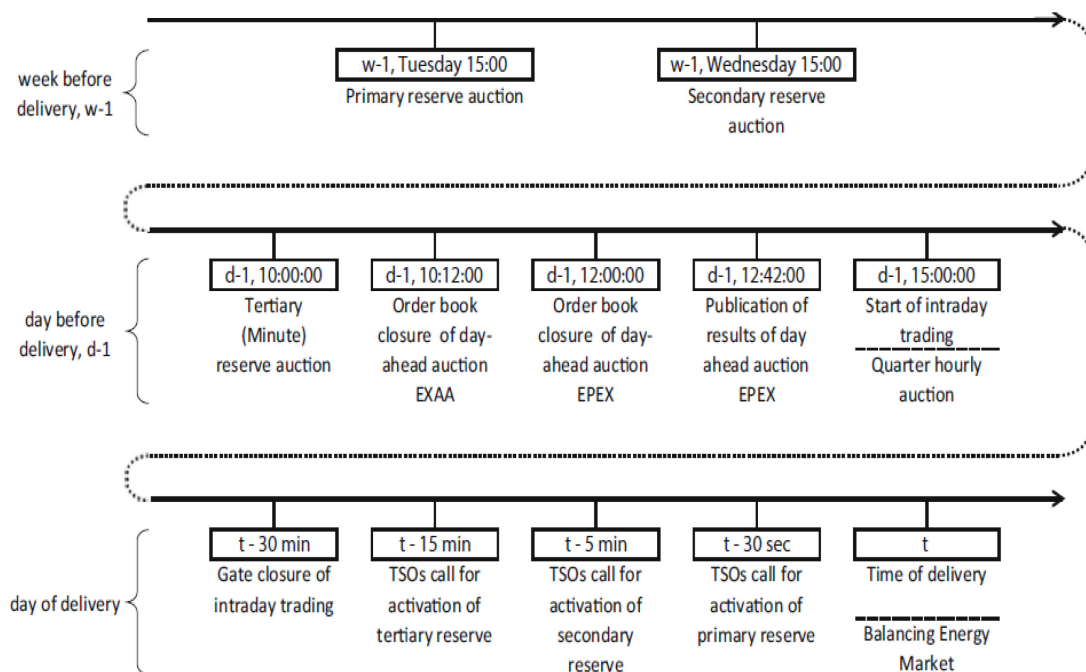 week before
delivery, w-1
w-1, Tuesday 15:00
Primary reserve auction
w-1, Wednesday 15:00
Secondary reserve
auction
day before
delivery, d-1
d-1, 10:00:00
Tertiary
(Minute)
reserve auction
d-1, 10:12:00
Order book
closure of day-
ahead auction
EXAA
d-1, 12:00:00
Order book
closure of day-
ahead auction
EPEX
d-1, 12:42:00
Publication of
results of day
ahead auction
EPEX
d-1, 15:00:00
Start of intraday
trading
Quarter hourly
auction
day of delivery
t - 30 min
Gate closure of
intraday trading
t - 15 min
TSOs call for
activation of
tertiary reserve
t - 5 min
TSOs call for
activation of
secondary
reserve
t - 30 sec
TSOs call for
activation of
primary reserve
t
Time of delivery
Balancing Energy
Market